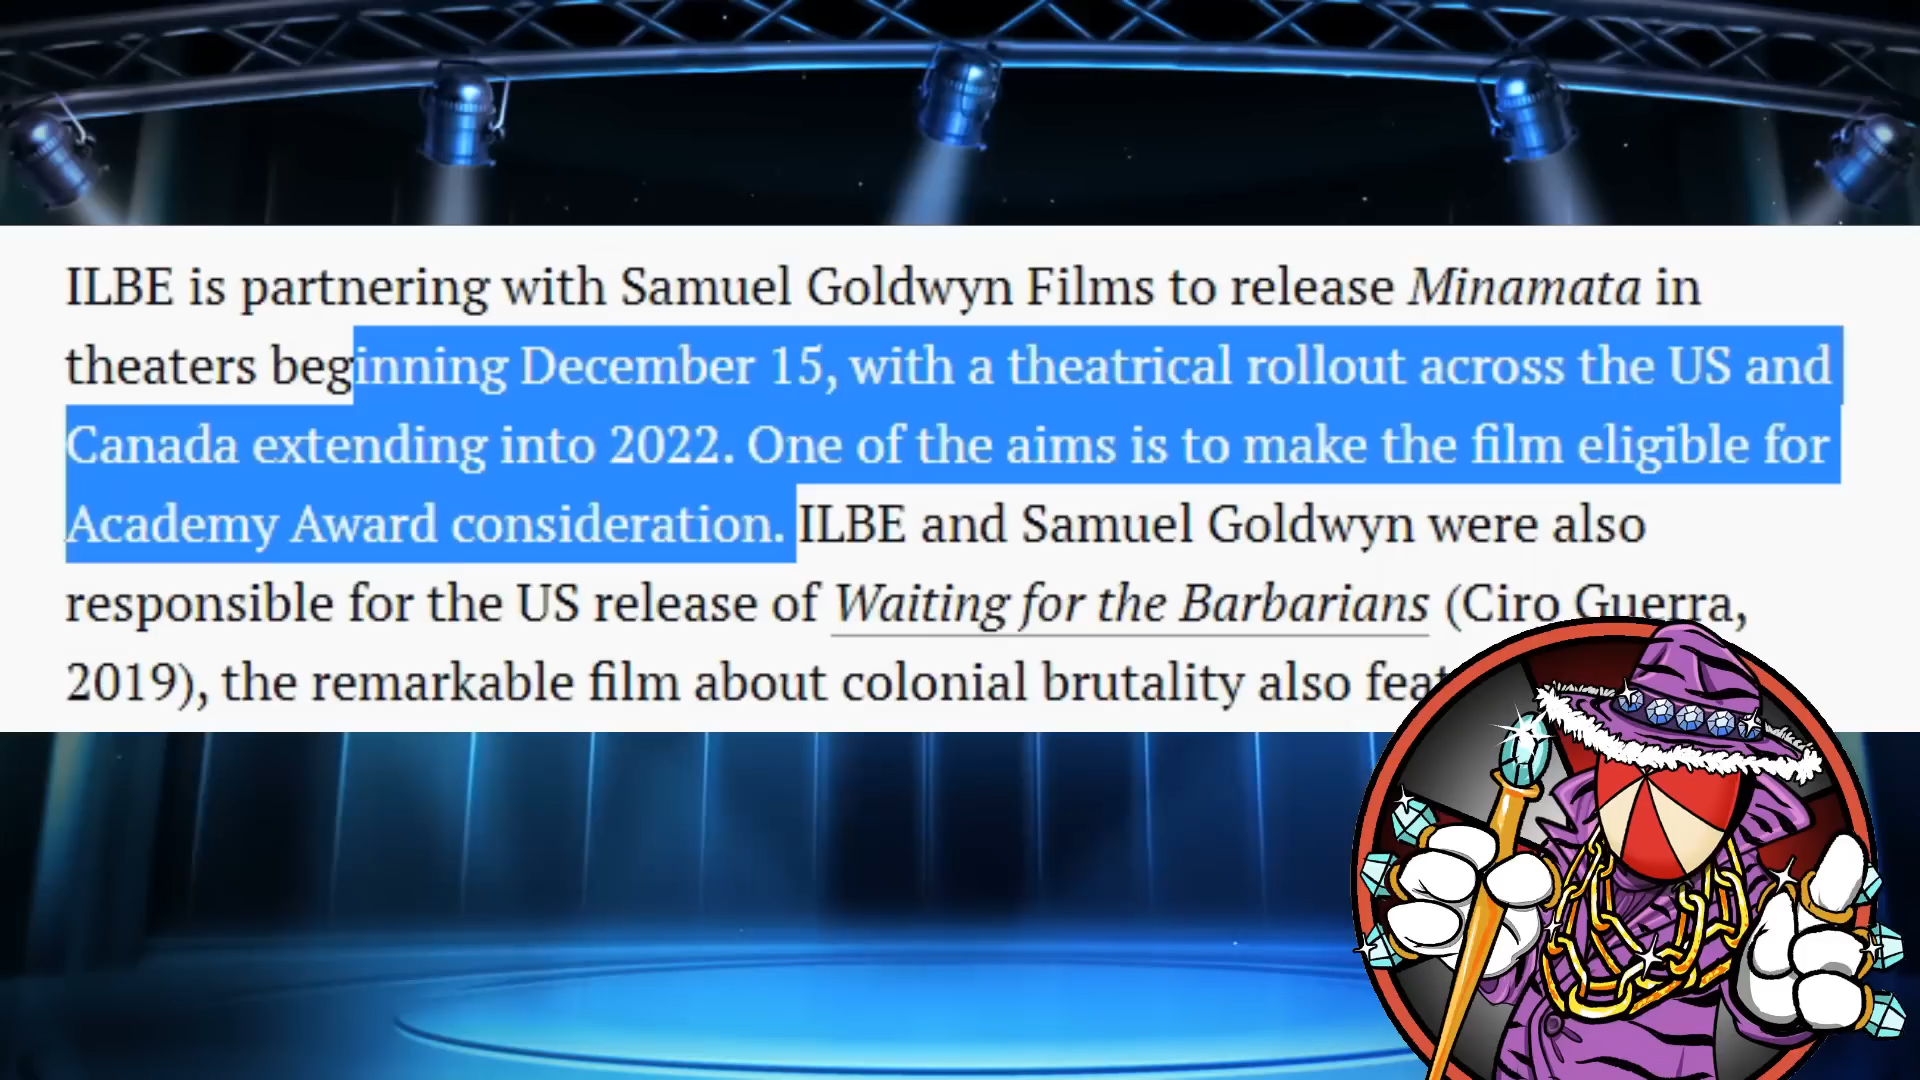 ILBE is partnering with Samuel Goldwyn Films to release Minamata in
theaters beginning December 15, with a theatrical rollout across the US and
Canada extending into 2022. One of the aims is to make the film eligible for
Academy Award consideration. ILBE and Samuel Goldwyn were also
responsible for the US release of Waiting for the Barbarians (Ciro Guerra,
2019), the remarkable film about colonial brutality also